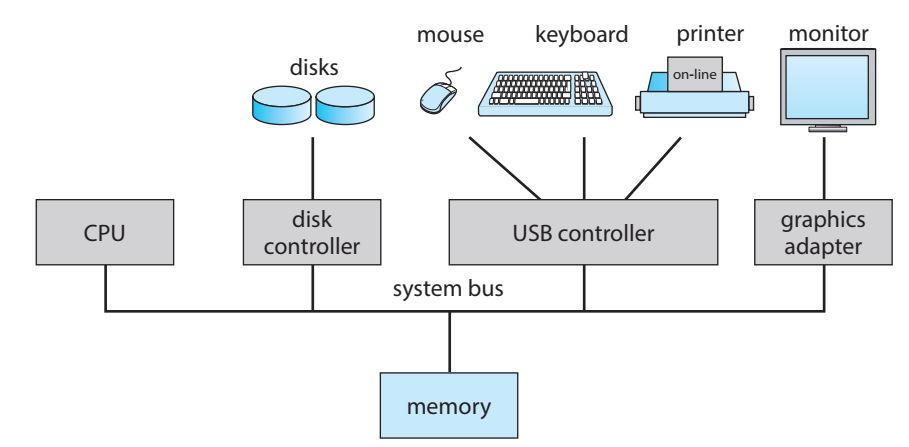 mouse
keyboard
printer
monitor
disks
on-line
CPU
disk
controller
USB controller
graphics
adapter
system bus
memory